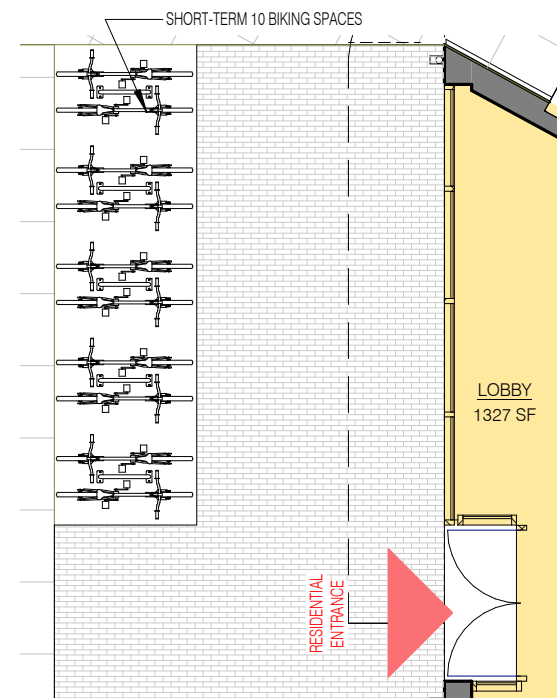 SHORT-TERM 10 BIKING SPACES
LOBBY
1327 SF
RESIDENTIAL
ENTRANCE